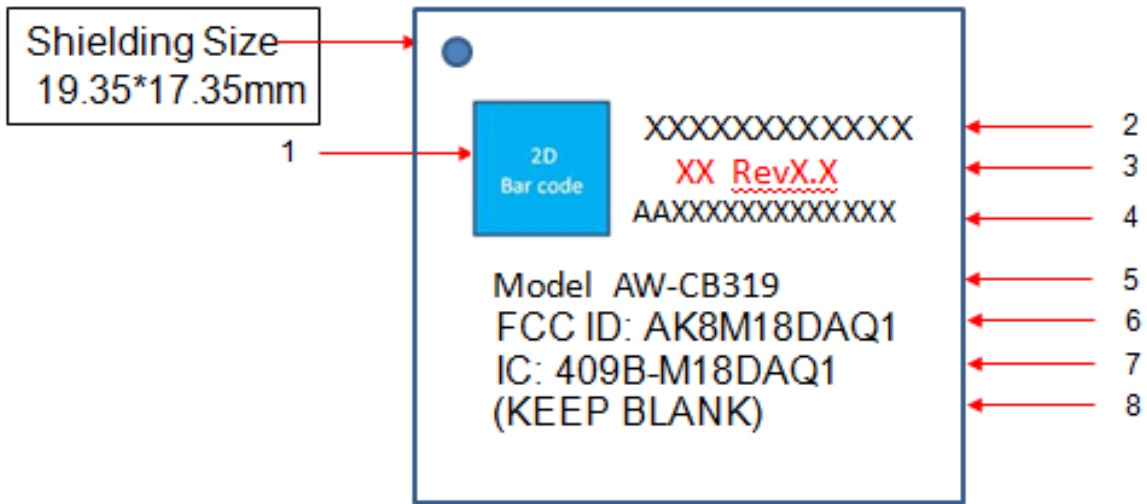 Shielding Size
19.35*17.35mm
1
2D
Bar code
XXXXXXXXXXXX
2
XX RevX.X
3
AAXXXXXXXXXXXXX
4
Model AW-CB319
5
FCC ID: AK8M18DAQ1
6
IC: 409B-M18DAQ1
7
(KEEP BLANK)
8